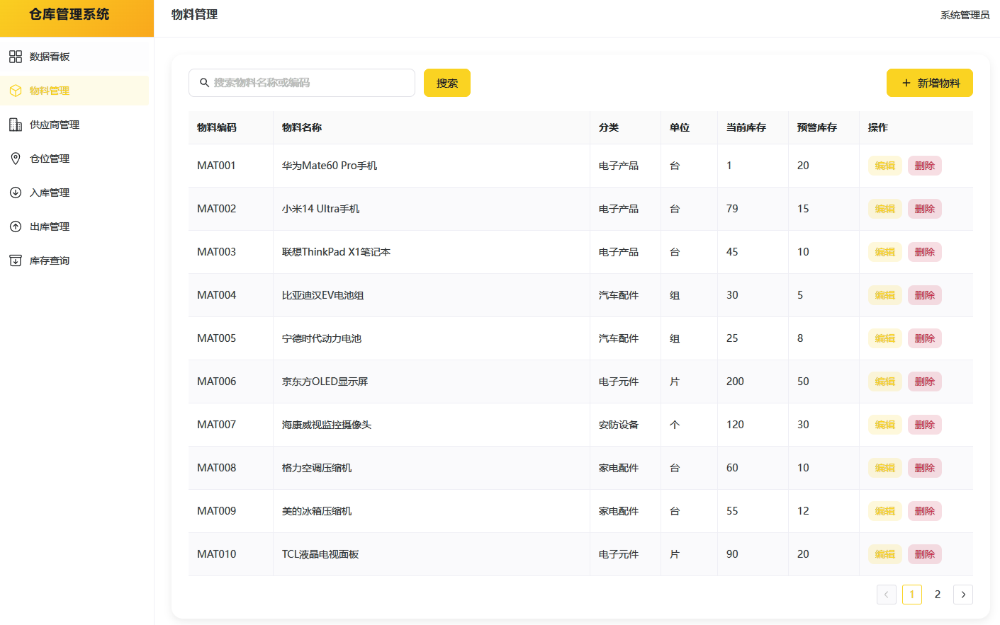 仓库管理系统
物料管理
系统管理员
数据看板
物料管理
供应商管理
仓位管理
入库管理
出库管理
库存查询
搜索物料名称或编码
搜索
新增物料
物料编码 物料名称 分类 单位 当前库存 预警库存 操作
MAT001 华为Mate60 Pro手机 电子产品 台 1 20 编辑 删除
MAT002 小米14 Ultra手机 电子产品 台 79 15 编辑 删除
MAT003 联想ThinkPad X1笔记本 电子产品 台 45 10 编辑 删除
MAT004 比亚迪汉EV电池组 汽车配件 组 30 5 编辑 删除
MAT005 宁德时代动力电池 汽车配件 组 25 8 编辑 删除
MAT006 京东方OLED显示屏 电子元件 片 200 50 编辑 删除
MAT007 海康威视监控摄像头 安防设备 个 120 30 编辑 删除
MAT008 格力空调压缩机 家电配件 台 60 10 编辑 删除
MAT009 美的冰箱压缩机 家电配件 台 55 12 编辑 删除
MAT010 TCL液晶电视面板 电子元件 片 90 20 编辑 删除
1 2